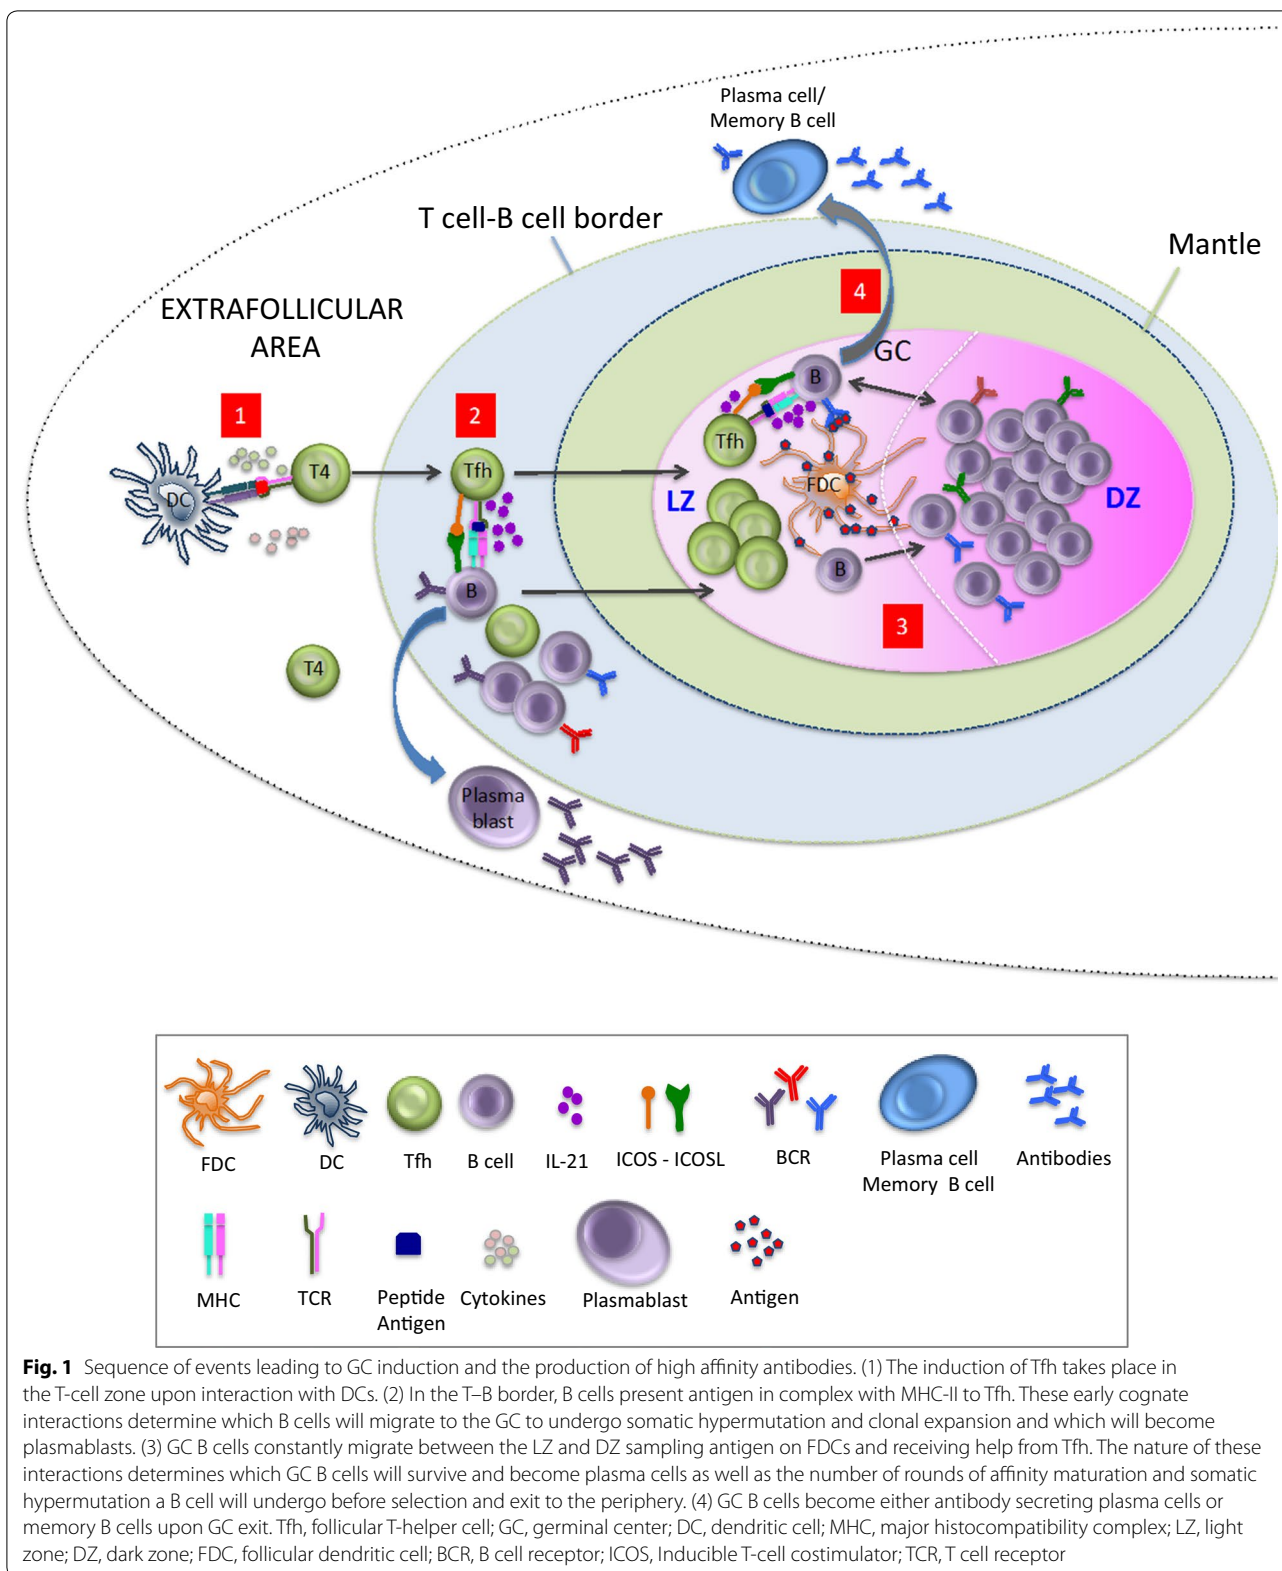 Plasma cell/
Memory B cell
T cell-B cell border
Mantle
EXTRAFOLLICULAR
AREA
1
2
4
GC
B
T4
Tfh
Tfh
DC
LZ
FDC
DZ
B
B
3
T4
Plasma
blast
FDC
DC
Tfh
B cell
IL-21
ICOS - ICOSL
BCR
Plasma cell
Memory B cell
Antibodies
MHC
TCR
Peptide
Antigen
Cytokines
Plasmablast
Antigen
Fig. 1 Sequence of events leading to GC induction and the production of high affinity antibodies. (1) The induction of Tfh takes place in
the T-cell zone upon interaction with DCs. (2) In the T–B border, B cells present antigen in complex with MHC-II to Tfh. These early cognate
interactions determine which B cells will migrate to the GC to undergo somatic hypermutation and clonal expansion and which will become
plasmablasts. (3) GC B cells constantly migrate between the LZ and DZ sampling antigen on FDCs and receiving help from Tfh. The nature of these
interactions determines which GC B cells will survive and become plasma cells as well as the number of rounds of affinity maturation and somatic
hypermutation a B cell will undergo before selection and exit to the periphery. (4) GC B cells become either antibody secreting plasma cells or
memory B cells upon GC exit. Tfh, follicular T-helper cell; GC, germinal center; DC, dendritic cell; MHC, major histocompatibility complex; LZ, light
zone; DZ, dark zone; FDC, follicular dendritic cell; BCR, B cell receptor; ICOS, Inducible T-cell costimulator; TCR, T cell receptor